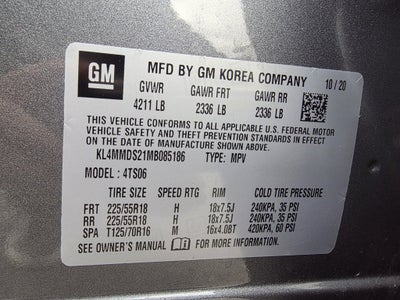 GM
MFD BY GM KOREA COMPANY 10/20
GVWR GAWR FRT GAWR RR
4211 LB 2336 LB 2336 LB
THIS VEHICLE CONFORMS TO ALL APPLICABLE U.S. FEDERAL MOTOR
VEHICLE SAFETY AND THEFT PREVENTION STANDARDS IN EFFECT
ON THE DATE OF MANUFACTURE SHOWN ABOVE.
KL4MMDS21MB085186 TYPE: MPV
MODEL : 4TS06
TIRE SIZE SPEED RTG RIM COLD TIRE PRESSURE
FRT 225/55R18 H 18x7.5J 240KPA, 35 PSI
RR 225/55R18 H 18x7.5J 240KPA, 35 PSI
SPA T125/70R16 M 16x4.0BT 420KPA, 60 PSI
SEE OWNER'S MANUAL FOR MORE INFORMATION.